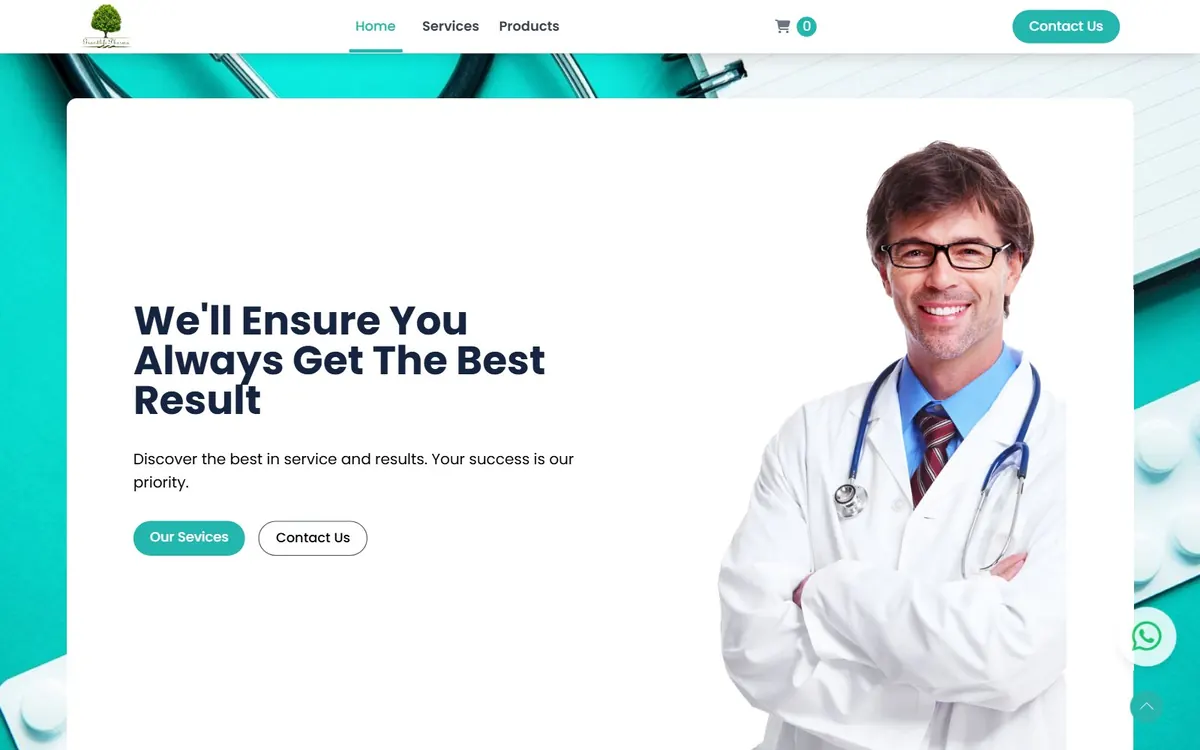 Home
Services
Products
0
Contact Us
We'll Ensure You
Always Get The Best
Result
Discover the best in service and results. Your success is our
priority.
Our Sevices
Contact Us